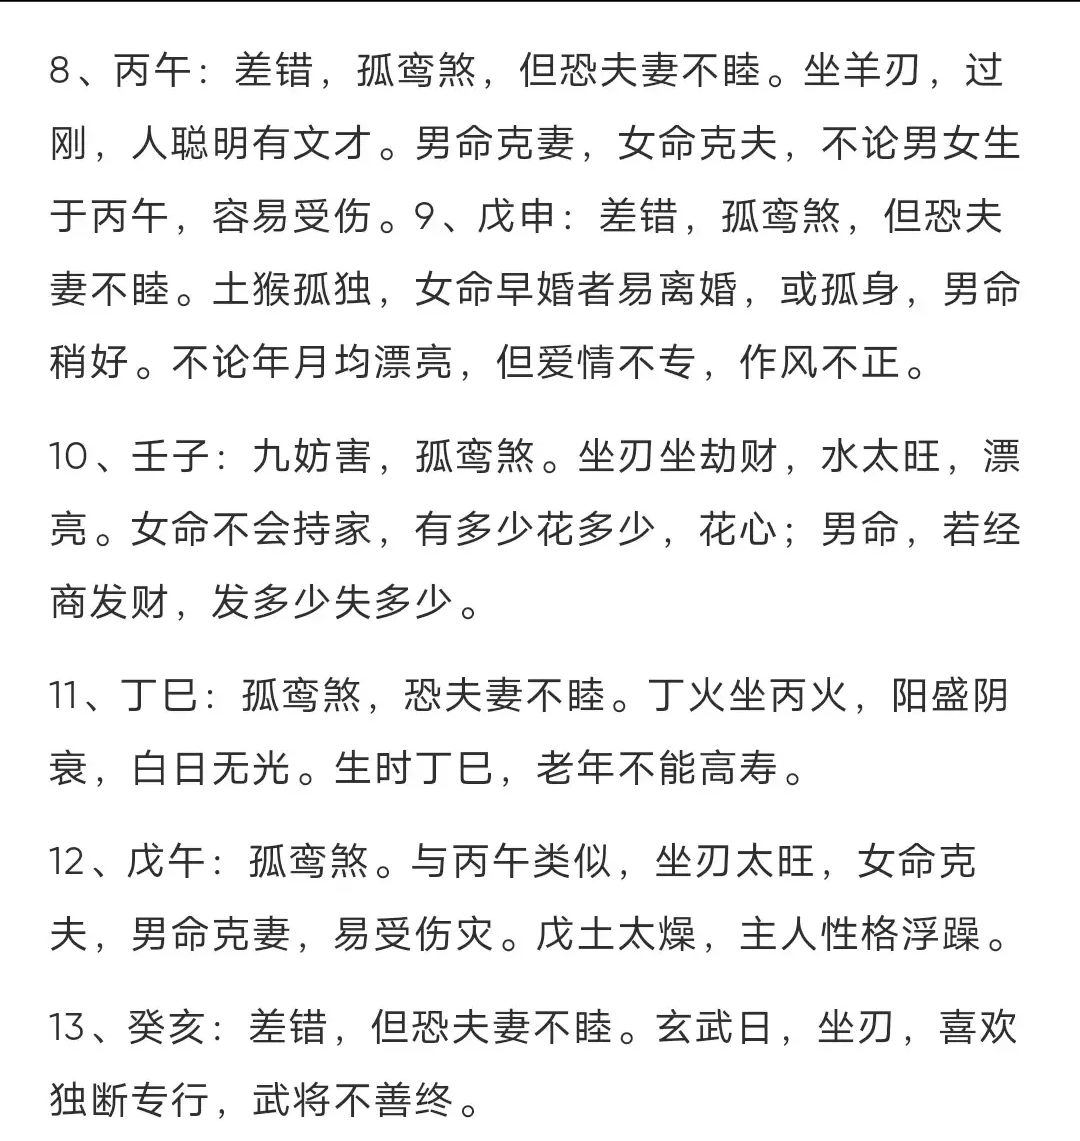 8、丙午：差错，孤鸾煞，但恐夫妻不睦。坐羊刃，过
刚，人聪明有文才。男命克妻，女命克夫，不论男女生
于丙午，容易受伤。9、戊申：差错，孤鸾煞，但恐夫
妻不睦。土猴孤独，女命早婚者易离婚，或孤身，男命
稍好。不论年月均漂亮，但爱情不专，作风不正。
10、壬子：九妨害，孤鸾煞。坐刃坐劫财，水太旺，漂
亮。女命不会持家，有多少花多少，花心；男命，若经
商发财，发多少失多少。
11、丁巳：孤鸾煞，恐夫妻不睦。丁火坐丙火，阳盛阴
衰，白日无光。生时丁巳，老年不能高寿。
12、戊午：孤鸾煞。与丙午类似，坐刃太旺，女命克
夫，男命克妻，易受伤灾。戊土太燥，主人性格浮躁。
13、癸亥：差错，但恐夫妻不睦。玄武日，坐刃，喜欢
独断专行，武将不善终。